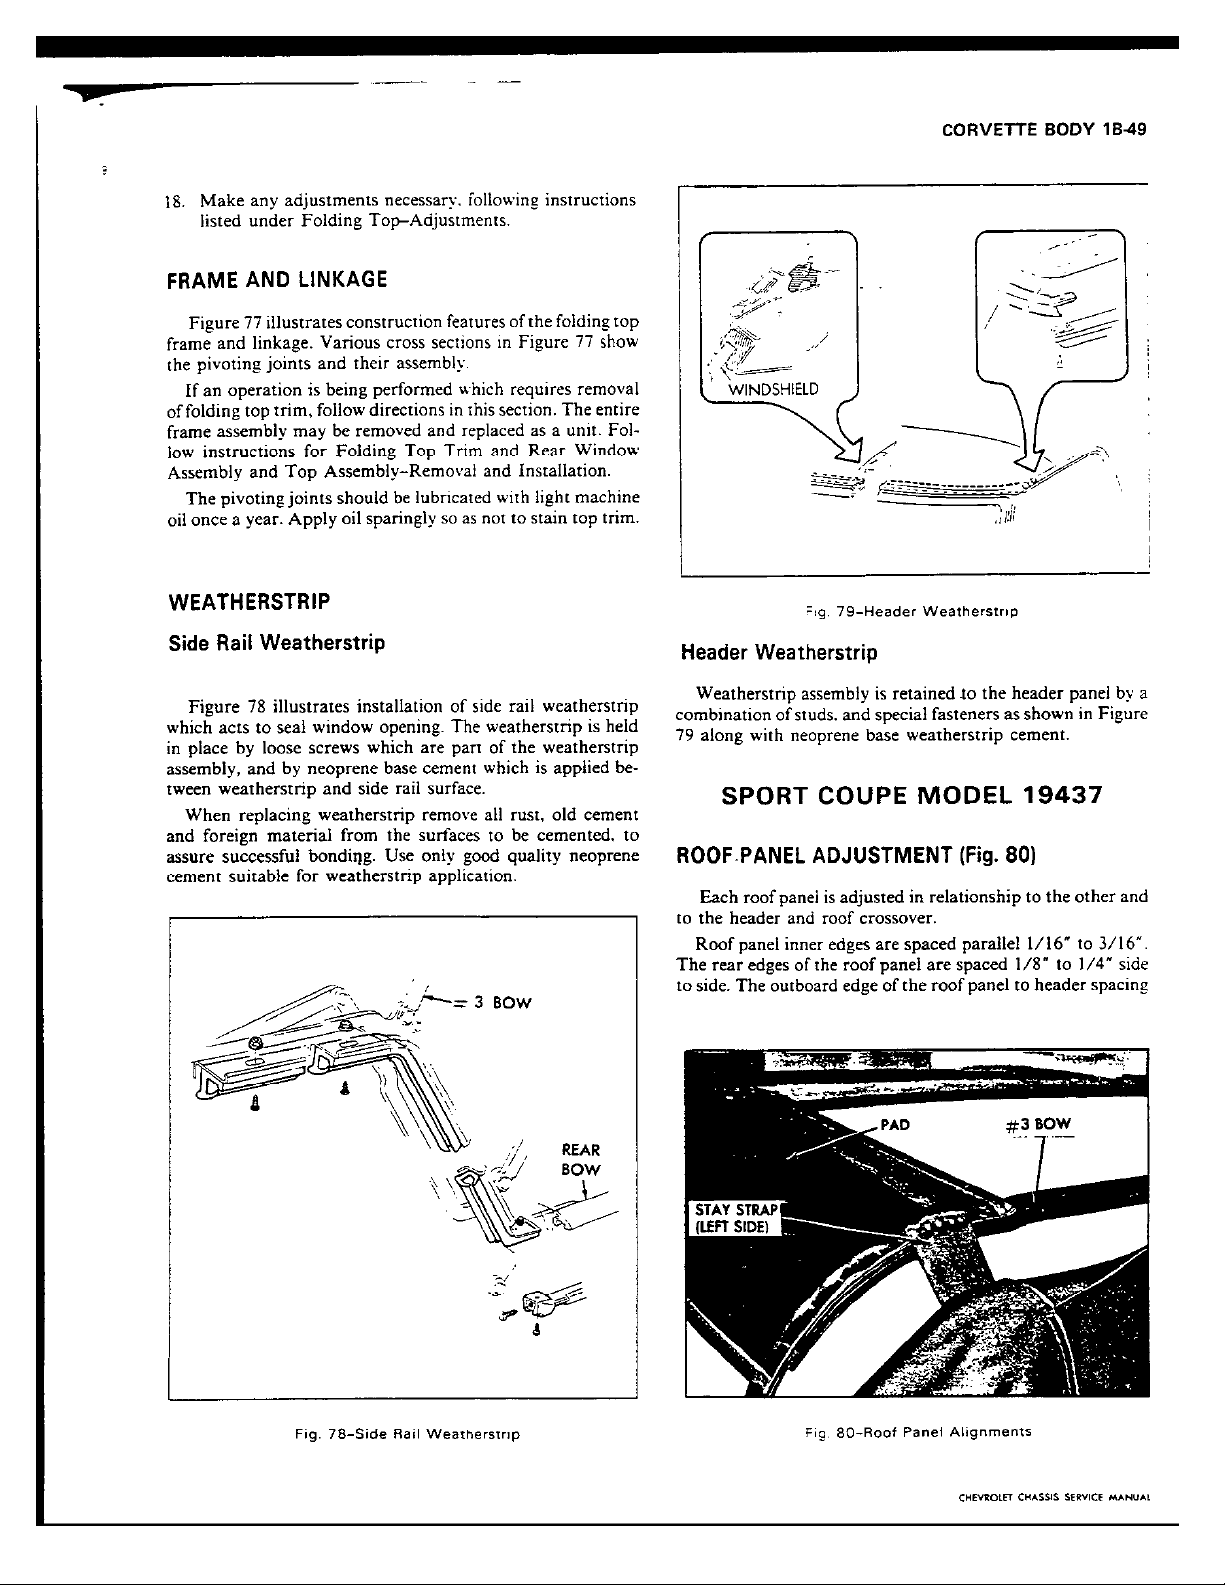 CORVETTE BODY 1B-49
18. Make any adjustments necessary, following instructions
listed under Folding Top–Adjustments.
FRAME AND LINKAGE
Figure 77 illustrates construction features of the folding top
frame and linkage. Various cross sections in Figure 77 show
the pivoting joints and their assembly.
If an operation is being performed which requires removal
of folding top trim, follow directions in this section. The entire
frame assembly may be removed and replaced as a unit. Fol-
low instructions for Folding Top Trim and Rear Window
Assembly and Top Assembly–Removal and Installation.
The pivoting joints should be lubricated with light machine
oil once a year. Apply oil sparingly so as not to stain top trim.
WEATHERSTRIP
Side Rail Weatherstrip
Figure 78 illustrates installation of side rail weatherstrip
which acts to seal window opening. The weatherstrip is held
in place by loose screws which are part of the weatherstrip
assembly, and by neoprene base cement which is applied be-
tween weatherstrip and side rail surface.
When replacing weatherstrip remove all rust, old cement
and foreign material from the surfaces to be cemented, to
assure successful bonding. Use only good quality neoprene
cement suitable for weatherstrip application.
# 3 BOW
REAR
BOW
Fig. 78–Side Rail Weatherstrip
WINDSHIELD
Fig. 79–Header Weatherstrip
Header Weatherstrip
Weatherstrip assembly is retained to the header panel by a
combination of studs, and special fasteners as shown in Figure
79 along with neoprene base weatherstrip cement.
SPORT COUPE MODEL 19437
ROOF PANEL ADJUSTMENT (Fig. 80)
Each roof panel is adjusted in relationship to the other and
to the header and roof crossover.
Roof panel inner edges are spaced parallel 1/16" to 3/16".
The rear edges of the roof panel are spaced 1/8" to 1/4" side
to side. The outboard edge of the roof panel to header spacing
PAD
#3 BOW
STAY STRAP
(LEFT SIDE)
Fig. 80–Roof Panel Alignments
CHEVROLET CHASSIS SERVICE MANUAL